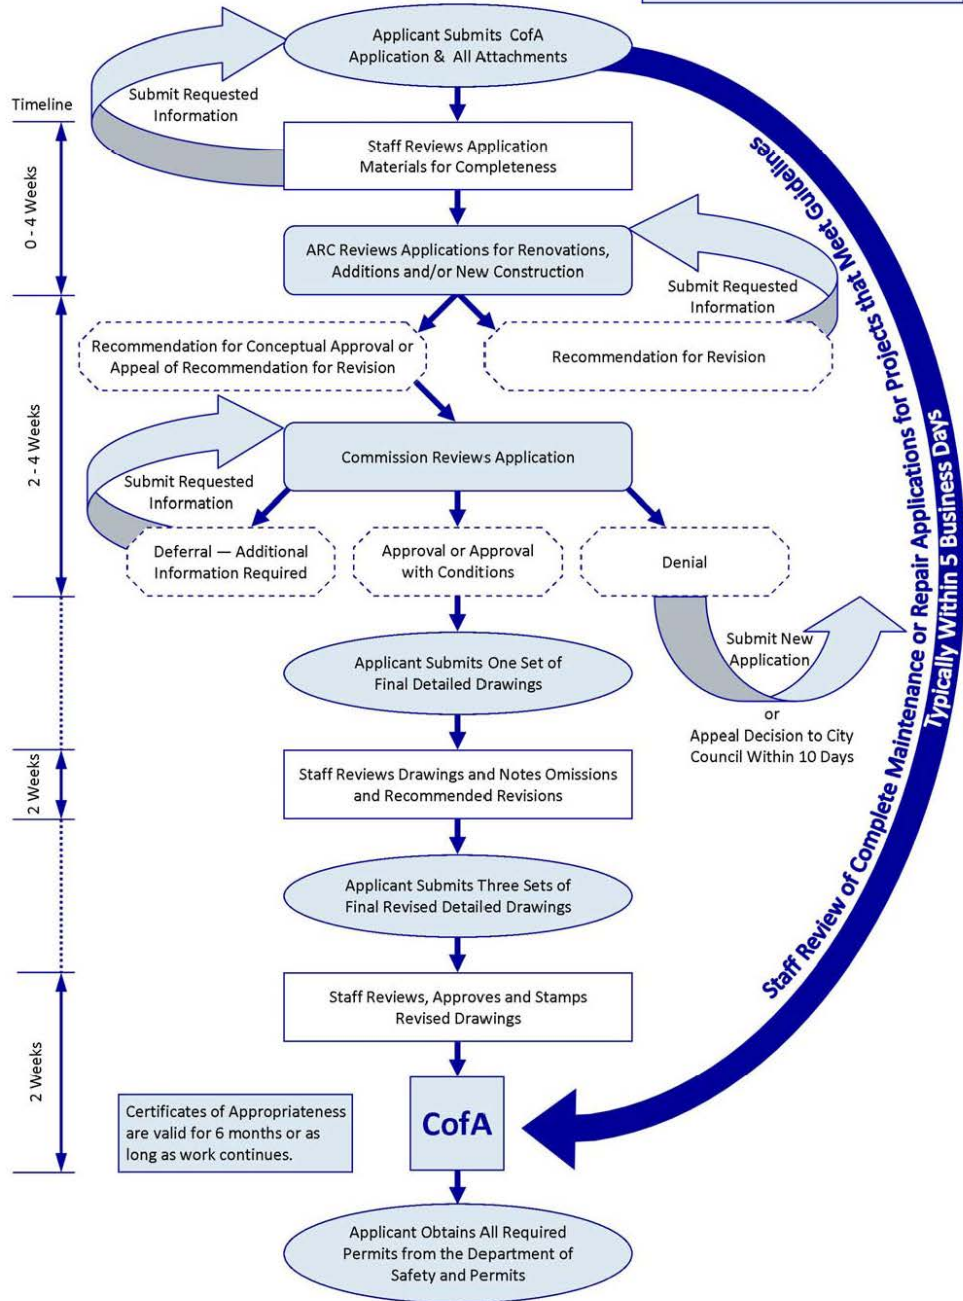 Applicant Submits CofA
Application & All Attachments
Submit Requested
Information
Timeline
Staff Reviews Application
Materials for Completeness
0 - 4 Weeks
ARC Reviews Applications for Renovations,
Additions and/or New Construction
Submit Requested
Information
Recommendation for Conceptual Approval or
Appeal of Recommendation for Revision
Recommendation for Revision
2 - 4 Weeks
Commission Reviews Application
Submit Requested
Information
Deferral — Additional
Information Required
Approval or Approval
with Conditions
Denial
Submit New
Application
or
Appeal Decision to City
Council Within 10 Days
Applicant Submits One Set of
Final Detailed Drawings
2 Weeks
Staff Reviews Drawings and Notes Omissions
and Recommended Revisions
Applicant Submits Three Sets of
Final Revised Detailed Drawings
Staff Reviews, Approves and Stamps
Revised Drawings
2 Weeks
Certificates of Appropriateness
are valid for 6 months or as
long as work continues.
CofA
Applicant Obtains All Required
Permits from the Department of
Safety and Permits
Staff Review of Complete Maintenance or Repair Applications for Projects that Meet Guidelines
Typically Within 5 Business Days